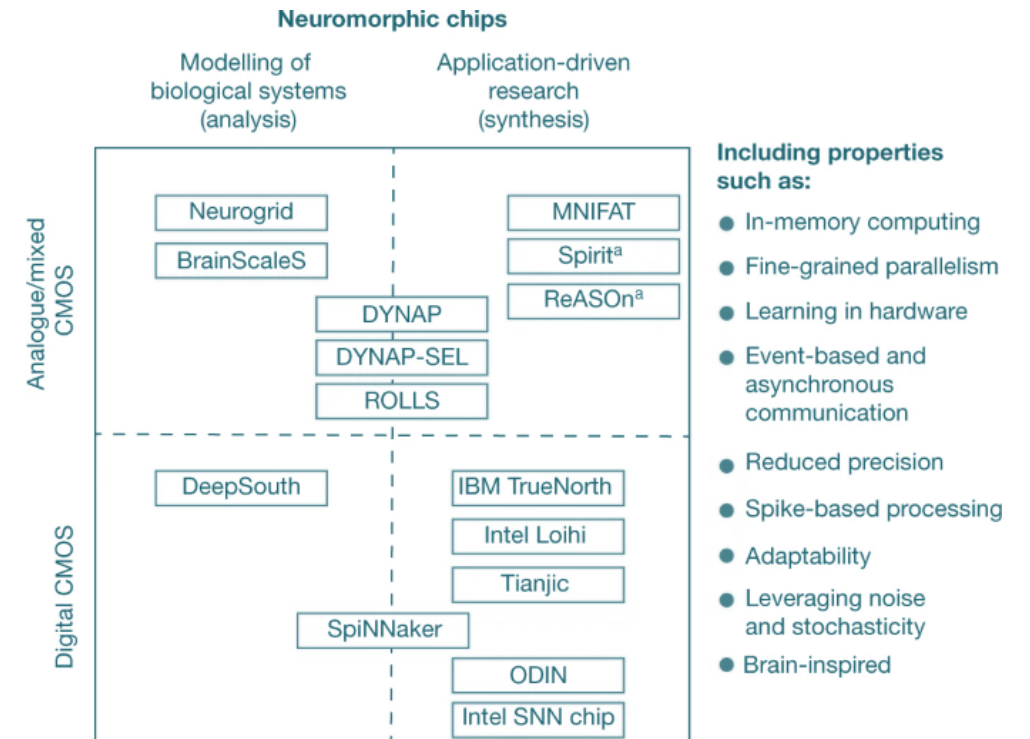 Neuromorphic chips
Modelling of
biological systems
(analysis)
Application-driven
research
(synthesis)
Analogue/mixed
CMOS
Neurogrid
BrainScaleS
MNIFAT
Spiritᵃ
ReASOnᵃ
DYNAP
DYNAP-SEL
ROLLS
Digital CMOS
DeepSouth
IBM TrueNorth
Intel Loihi
Tianjic
SpiNNaker
ODIN
Intel SNN chip
Including properties
such as:
● In-memory computing
● Fine-grained parallelism
● Learning in hardware
● Event-based and
asynchronous
communication
● Reduced precision
● Spike-based processing
● Adaptability
● Leveraging noise
and stochasticity
● Brain-inspired